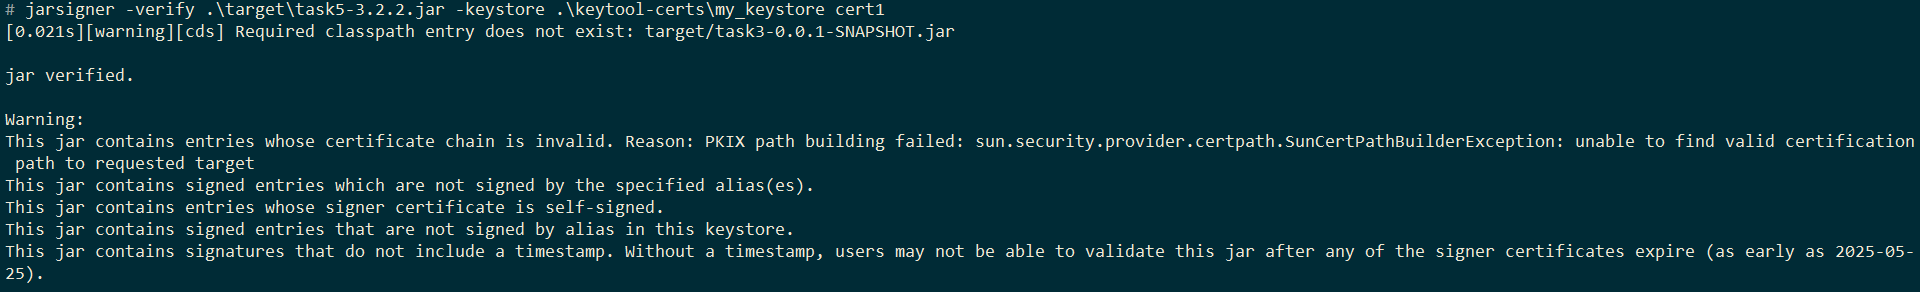 # jarsigner -verify .\target\task5-3.2.2.jar -keystore .\keytool-certs\my_keystore cert1
[0.021s][warning][cds] Required classpath entry does not exist: target/task3-0.0.1-SNAPSHOT.jar
jar verified.
Warning:
This jar contains entries whose certificate chain is invalid. Reason: PKIX path building failed: sun.security.provider.certpath.SunCertPathBuilderException: unable to find valid certification
path to requested target
This jar contains signed entries which are not signed by the specified alias(es).
This jar contains entries whose signer certificate is self-signed.
This jar contains signed entries that are not signed by alias in this keystore.
This jar contains signatures that do not include a timestamp. Without a timestamp, users may not be able to validate this jar after any of the signer certificates expire (as early as 2025-05-
25).